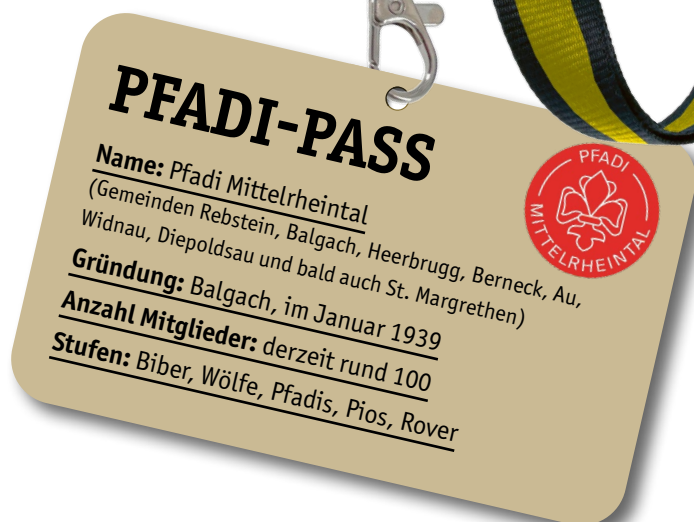 PFADI-PASS
Name: Pfadi Mittelrheintal
(Gemeinden Rebstein, Balgach, Heerbrugg, Berneck, Au,
Widnau, Diepoldsau und bald auch St. Margrethen)
Gründung: Balgach, im Januar 1939
Anzahl Mitglieder: derzeit rund 100
Stufen: Biber, Wölfe, Pfadis, Pios, Rover
PFADI
MITTELRHEINTAL